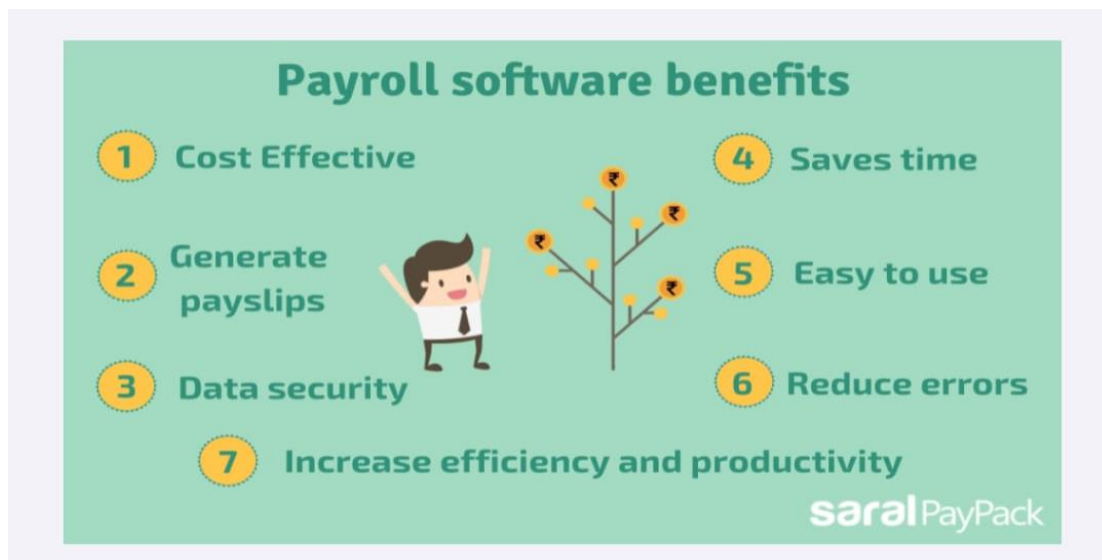 Payroll software benefits
1 Cost Effective
2 Generate
payslips
3 Data security
4 Saves time
5 Easy to use
6 Reduce errors
7 Increase efficiency and productivity
₹
₹
₹
₹
saral PayPack